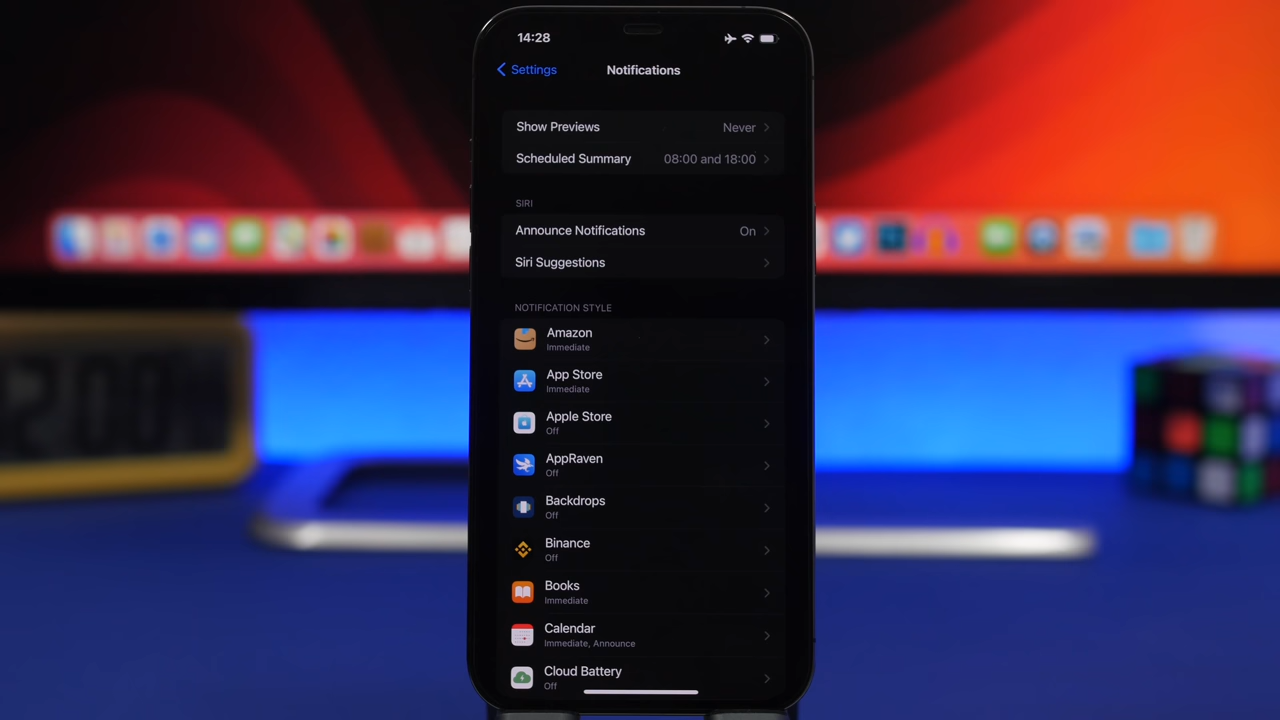 14:28
Settings
Notifications
Show Previews Never
Scheduled Summary 08:00 and 18:00
SIRI
Announce Notifications On
Siri Suggestions
NOTIFICATION STYLE
Amazon
Immediate
App Store
Immediate
Apple Store
Off
AppRaven
Off
Backdrops
Off
Binance
Off
Books
Immediate
Calendar
Immediate, Announce
Cloud Battery
Off